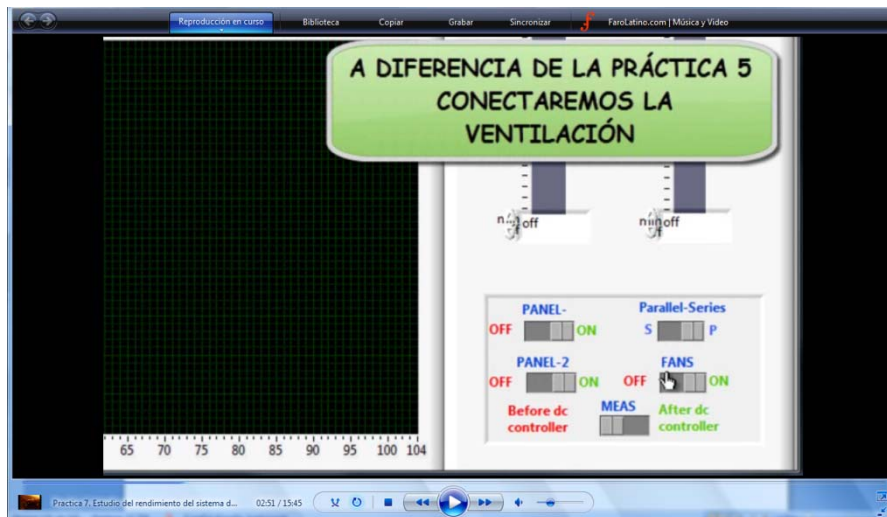 Reproducción en curso Biblioteca Copiar Grabar Sincronizar FaroLatino.com | Música y Video
A DIFERENCIA DE LA PRÁCTICA 5
CONECTAREMOS LA
VENTILACIÓN
off off
PANEL- Parallel-Series
OFF ON S P
PANEL-2 FANS
OFF ON OFF ON
Before dc MEAS After dc
controller controller
65 70 75 80 85 90 95 100 104
Practica 7. Estudio del rendimiento del sistema d... 02:51 / 15:45